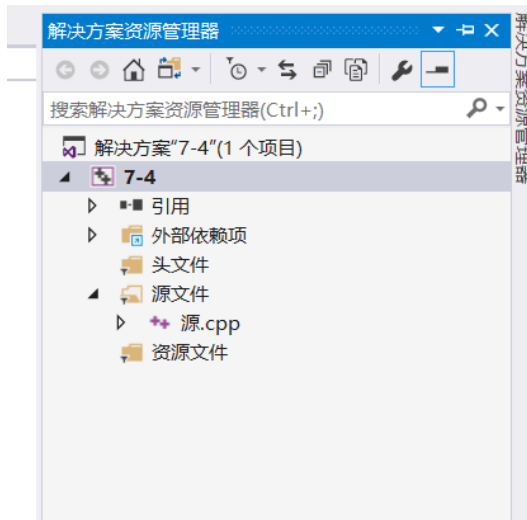 解决方案资源管理器
搜索解决方案资源管理器(Ctrl+;)
解决方案"7-4"(1 个项目)
7-4
引用
外部依赖项
头文件
源文件
++ 源.cpp
资源文件
解决方案资源管理器